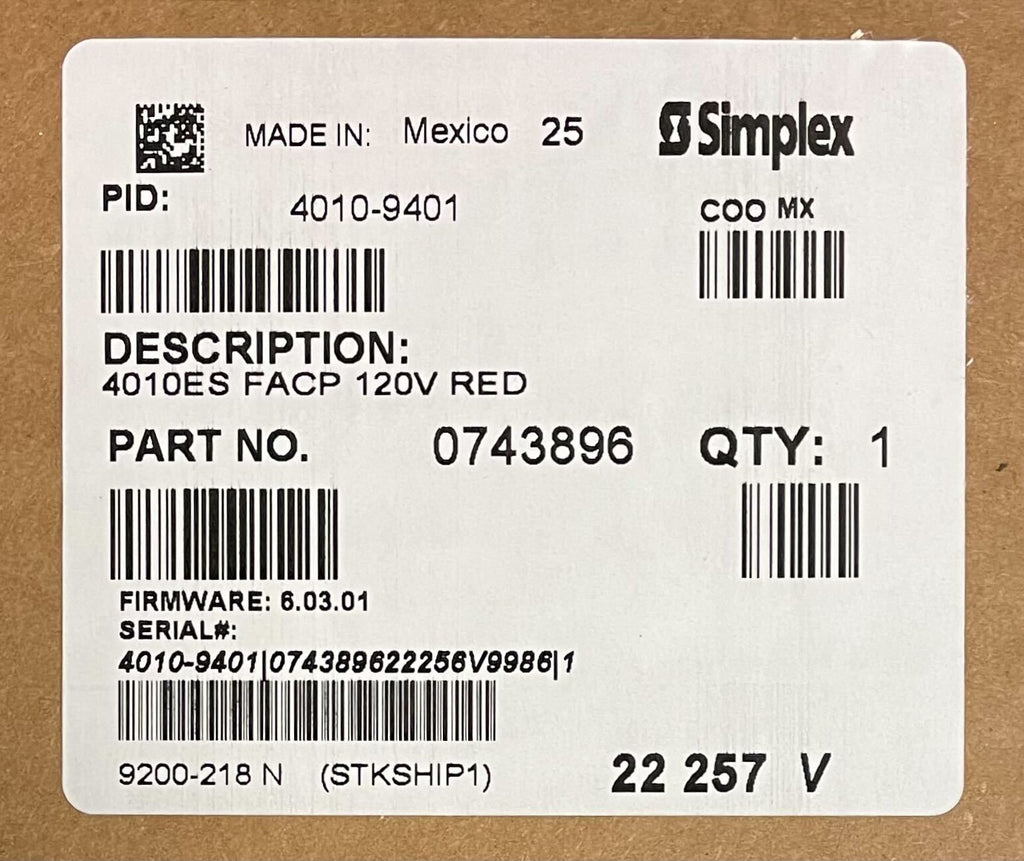 MADE IN: Mexico 25
Simplex
PID: 4010-9401
COO MX
DESCRIPTION:
4010ES FACP 120V RED
PART NO. 0743896 QTY: 1
FIRMWARE: 6.03.01
SERIAL#:
4010-9401|074389622256V9986|1
9200-218 N (STKSHIP1)
22 257 V